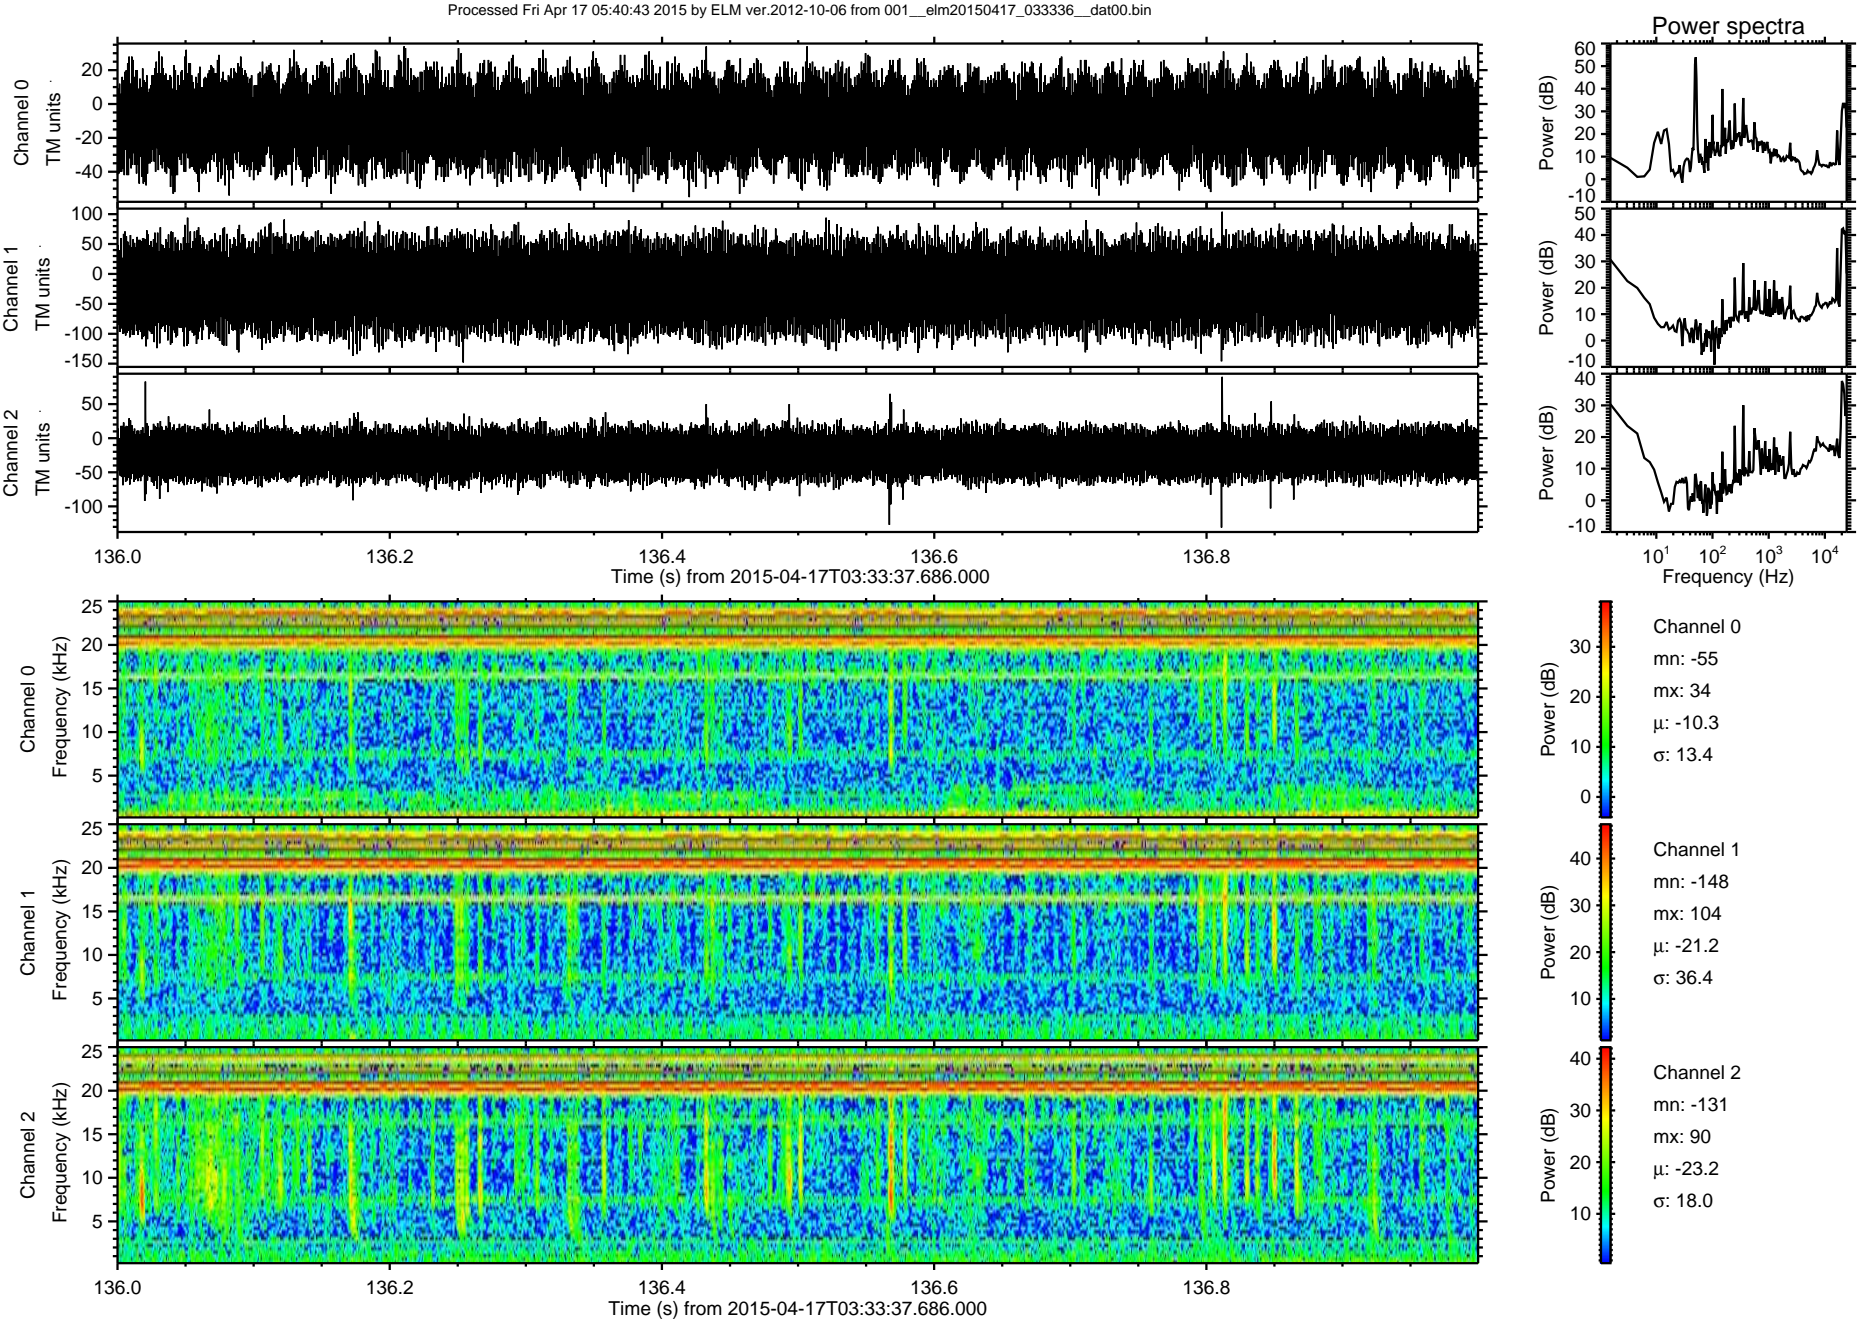 Processed Fri Apr 17 05:40:43 2015 by ELM ver.2012-10-06 from 001__elm20150417_033336__dat00.bin
Power spectra
Channel 0
TM units
20
0
-20
-40
Power (dB)
60
50
40
30
20
10
0
-10
Channel 1
TM units
100
50
0
-50
-100
-150
Power (dB)
50
40
30
20
10
0
-10
Channel 2
TM units
50
0
-50
-100
Power (dB)
40
30
20
10
0
-10
136.0 136.2 136.4 136.6 136.8
Time (s) from 2015-04-17T03:33:37.686.000
10^1 10^2 10^3 10^4
Frequency (Hz)
Channel 0
Frequency (kHz)
25
20
15
10
5
Power (dB)
30
20
10
0
Channel 0
mn: -55
mx: 34
µ: -10.3
σ: 13.4
Channel 1
Frequency (kHz)
25
20
15
10
5
Power (dB)
40
30
20
10
Channel 1
mn: -148
mx: 104
µ: -21.2
σ: 36.4
Channel 2
Frequency (kHz)
25
20
15
10
5
Power (dB)
40
30
20
10
Channel 2
mn: -131
mx: 90
µ: -23.2
σ: 18.0
136.0 136.2 136.4 136.6 136.8
Time (s) from 2015-04-17T03:33:37.686.000